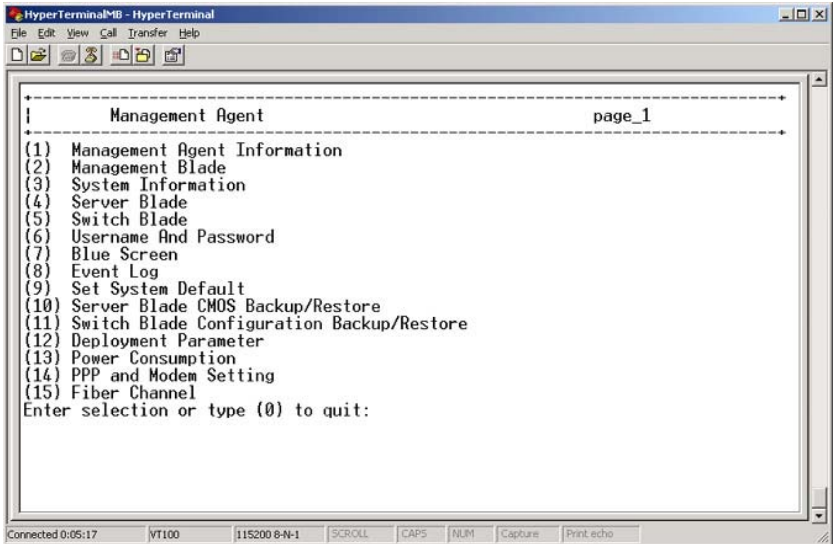 HyperTerminalMB - HyperTerminal
File Edit View Call Transfer Help
Management Agent page_1
(1) Management Agent Information
(2) Management Blade
(3) System Information
(4) Server Blade
(5) Switch Blade
(6) Username And Password
(7) Blue Screen
(8) Event Log
(9) Set System Default
(10) Server Blade CMOS Backup/Restore
(11) Switch Blade Configuration Backup/Restore
(12) Deployment Parameter
(13) Power Consumption
(14) PPP and Modem Setting
(15) Fiber Channel
Enter selection or type (0) to quit:
Connected 0:05:17 VT100 115200 8-N-1 SCROLL CAPS NUM Capture Print echo